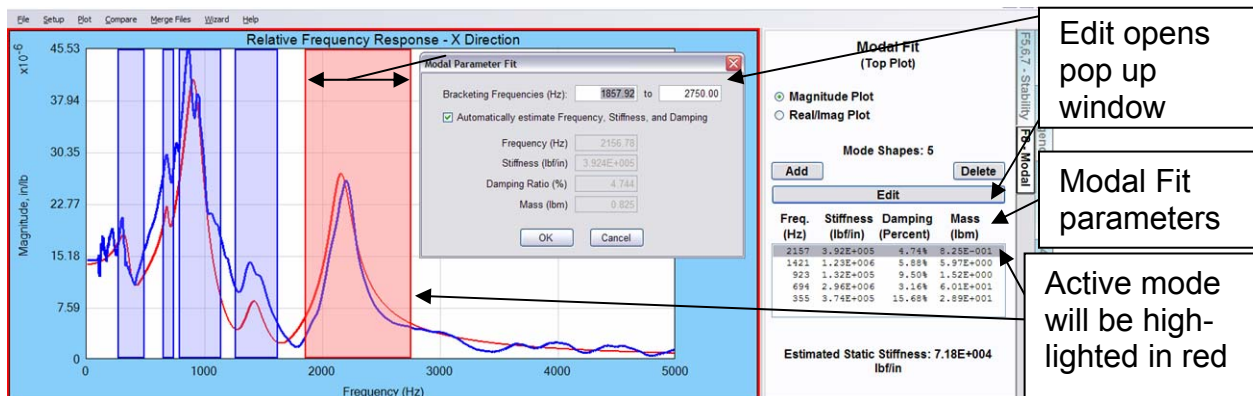 File Setup Plot Compare Merge Files Wizard Help
Relative Frequency Response - X Direction
x10^-6
45.53
37.94
30.35
22.77
15.18
7.59
0
Magnitude, in/lb
0 1000 2000 3000 4000 5000
Frequency (Hz)
Modal Parameter Fit
Bracketing Frequencies (Hz): 1857.92 to 2750.00
Automatically estimate Frequency, Stiffness, and Damping
Frequency (Hz) 2156.78
Stiffness (lbf/in) 3.924E+005
Damping Ratio (%) 4.744
Mass (lbm) 0.825
OK Cancel
Modal Fit
(Top Plot)
Magnitude Plot
Real/Imag Plot
Mode Shapes: 5
Add Delete
Edit
Freq. Stiffness Damping Mass
(Hz) (lbf/in) (Percent) (lbm)
2157 3.92E+005 4.74% 8.25E-001
1421 1.23E+006 5.88% 5.97E+000
923 1.32E+005 9.50% 1.52E+000
694 2.96E+006 3.16% 6.01E+001
355 3.74E+005 15.68% 2.89E+001
Estimated Static Stiffness: 7.18E+004
lbf/in
F5,6,7 - Stability
F8 - Modal
Edit opens
pop up
window
Modal Fit
parameters
Active mode
will be high-
lighted in red